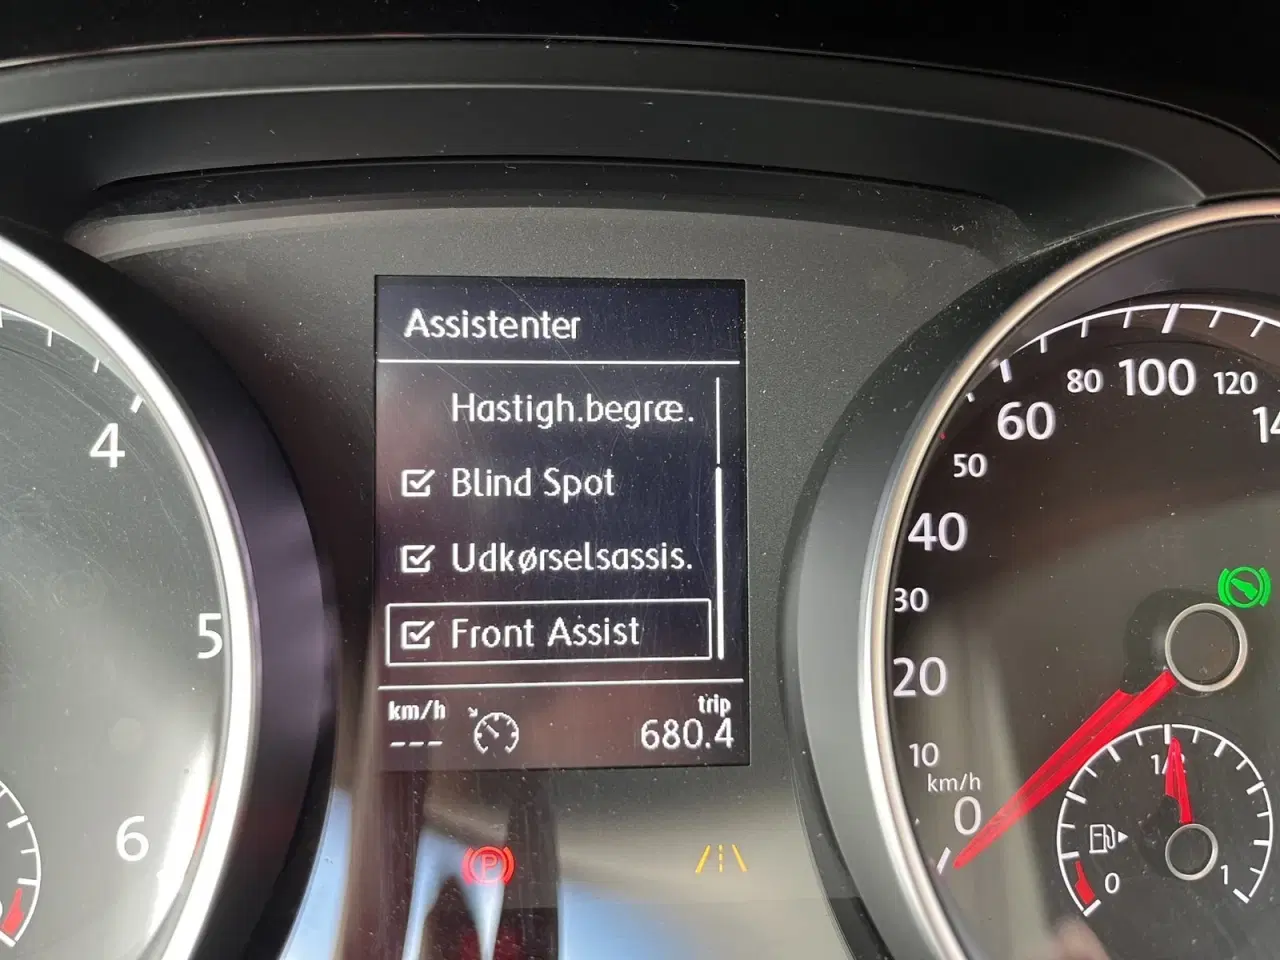 Assistenter
Hastigh.begræ.
Blind Spot
Udkørselsassis.
Front Assist
km/h
---
trip
680.4
4
5
6
P
0
10
20
30
40
50
60
80
100
120
km/h
1/2
0
1